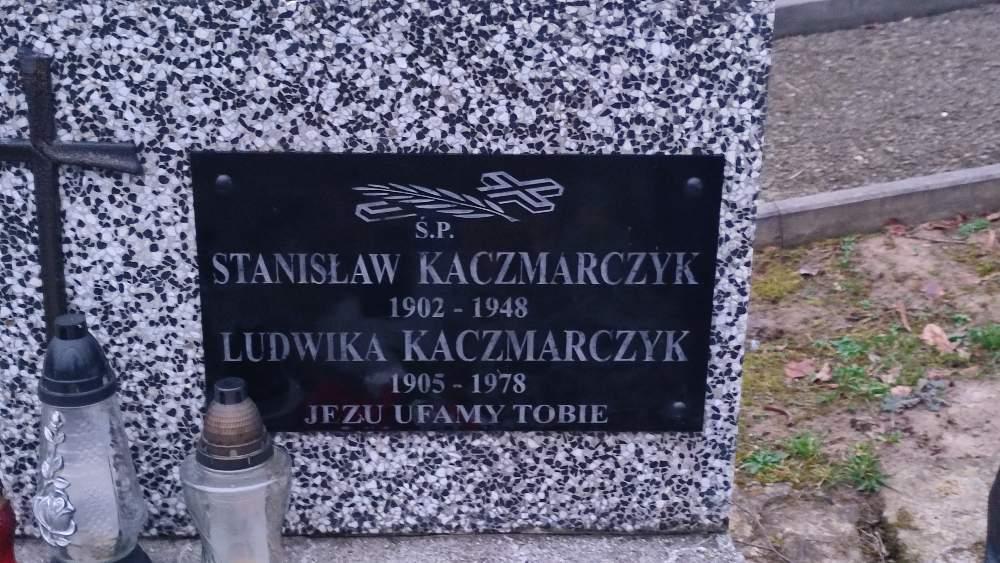 Ś.P.
STANISŁAW KACZMARCZYK
1902 - 1948
LUDWIKA KACZMARCZYK
1905 - 1978
JEZU UFAMY TOBIE